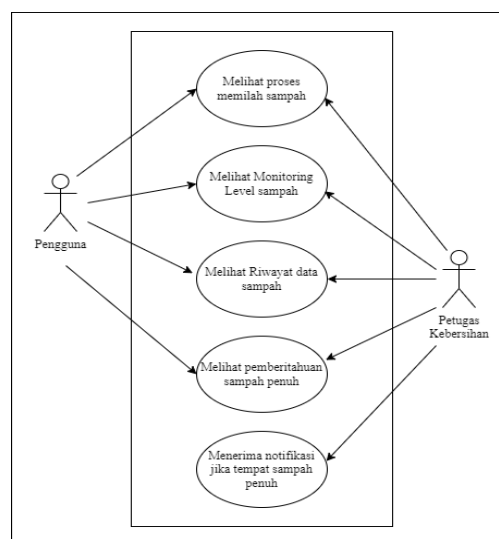 Melihat proses
memilah sampah
Melihat Monitoring
Level sampah
Pengguna
Melihat Riwayat data
sampah
Petugas
Kebersihan
Melihat pemberitahuan
sampah penuh
Menerima notifikasi
jika tempat sampah
penuh